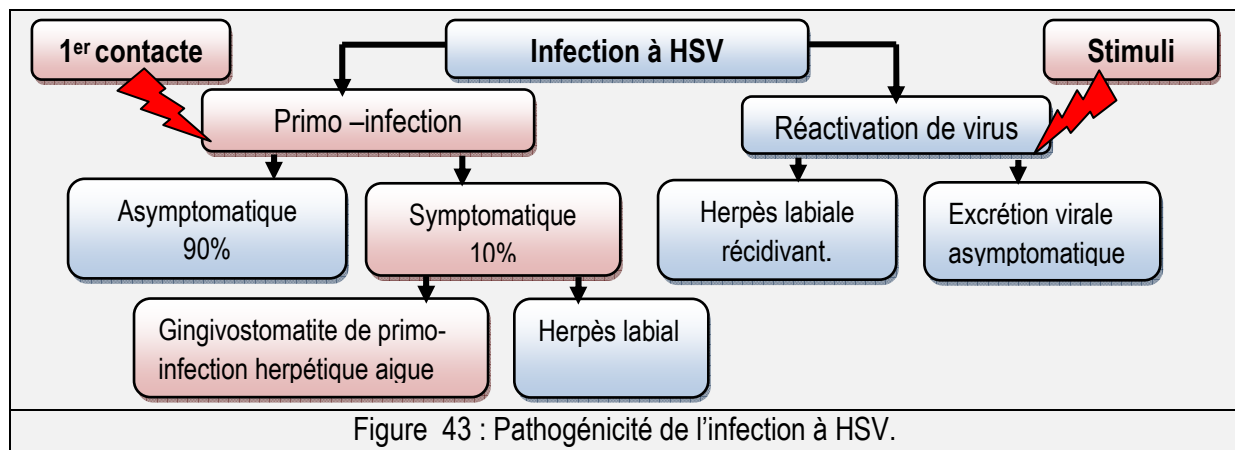 1er contacte
Infection à HSV
Stimuli
Primo –infection
Réactivation de virus
Asymptomatique
90%
Symptomatique
10%
Herpès labiale
récidivant.
Excrétion virale
asymptomatique
Gingivostomatite de primo-
infection herpétique aigue
Herpès labial
Figure 43 : Pathogénicité de l’infection à HSV.